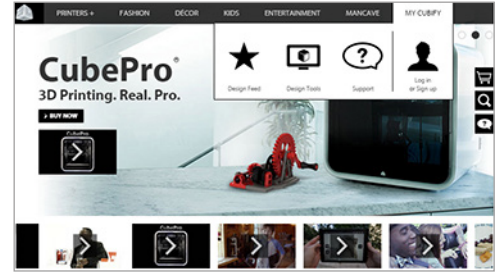 PRINTERS +
FASHION
DÉCOR
KIDS
ENTERTAINMENT
MANCAVE
MY CUBIFY
Design Feed
Design Tools
Support
Log in
or Sign up
CubePro®
3D Printing. Real. Pro.
BUY NOW
CubePro
CubePro